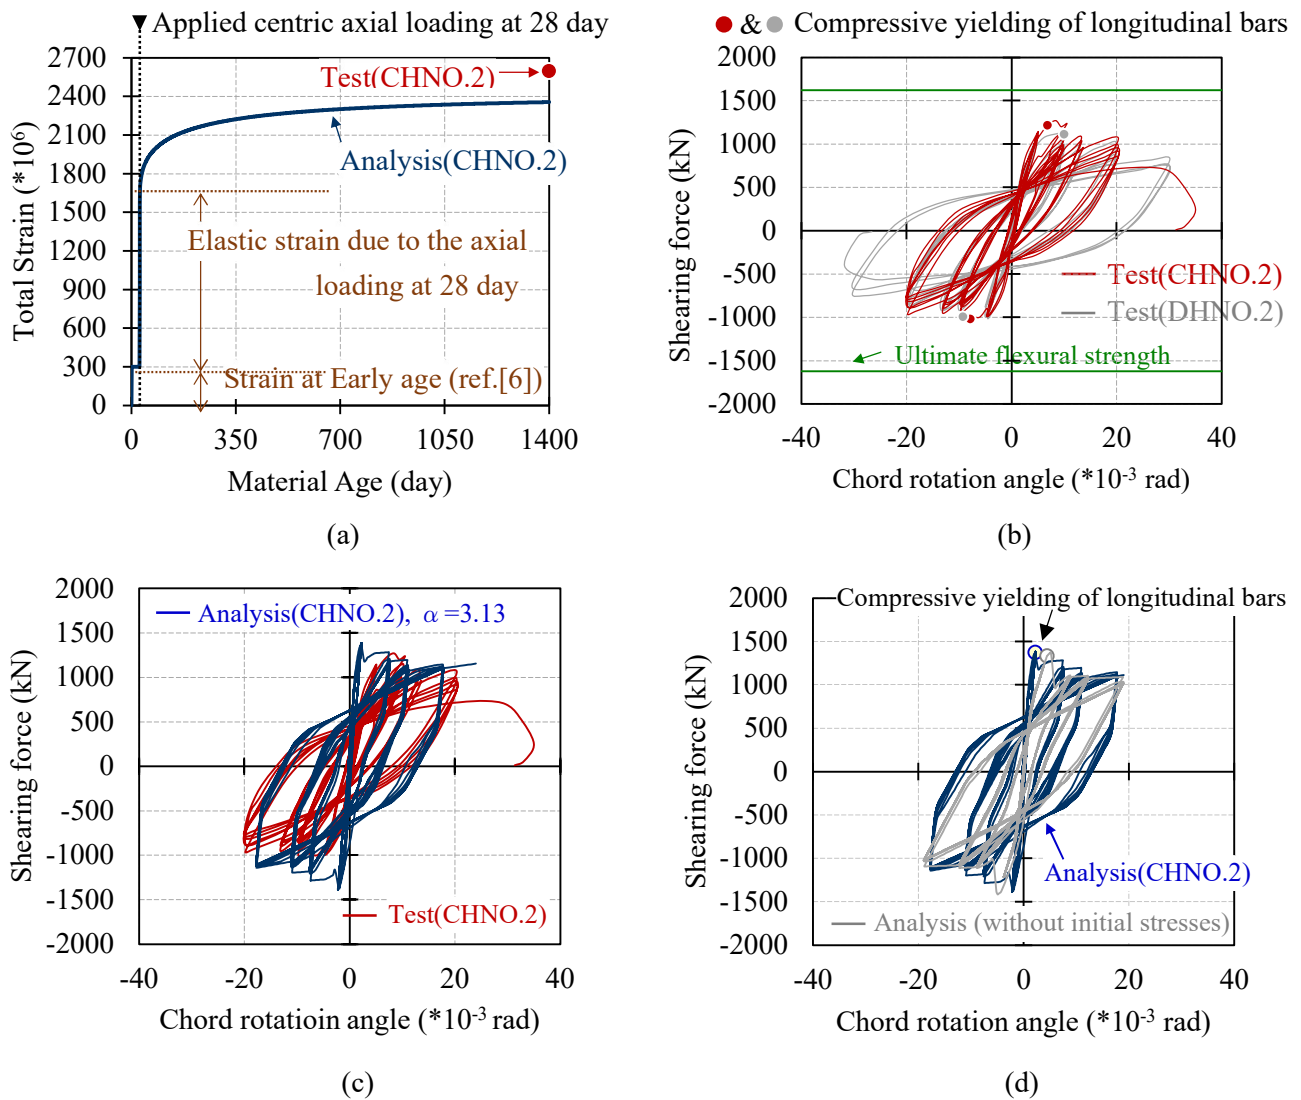 Applied centric axial loading at 28 day
2700
2400
2100
1800
1500
1200
900
600
300
0
0 350 700 1050 1400
Total Strain (*10⁶)
Material Age (day)
Test(CHNO.2)
Analysis(CHNO.2)
Elastic strain due to the axial
loading at 28 day
Strain at Early age (ref.[6])
(a)
& Compressive yielding of longitudinal bars
2000
1500
1000
500
0
-500
-1000
-1500
-2000
-40 -20 0 20 40
Shearing force (kN)
Chord rotation angle (*10⁻³ rad)
Test(CHNO.2)
Test(DHNO.2)
Ultimate flexural strength
(b)
2000
1500
1000
500
0
-500
-1000
-1500
-2000
-40 -20 0 20 40
Shearing force (kN)
Chord rotatioin angle (*10⁻³ rad)
Analysis(CHNO.2), α=3.13
Test(CHNO.2)
(c)
2000
1500
1000
500
0
-500
-1000
-1500
-2000
-40 -20 0 20 40
Shearing force (kN)
Chord rotation angle (*10⁻³ rad)
Compressive yielding of longitudinal bars
Analysis(CHNO.2)
Analysis (without initial stresses)
(d)